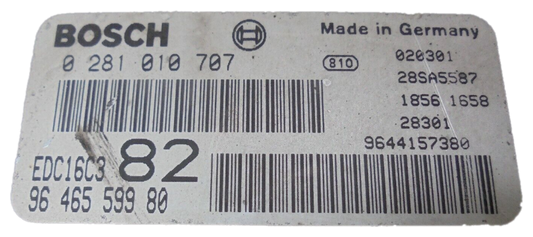 BOSCH
Made in Germany
0 281 010 707
810
020301
28SA5587
1856 1658
28301
9644157380
EDC16C3
82
96 465 599 80